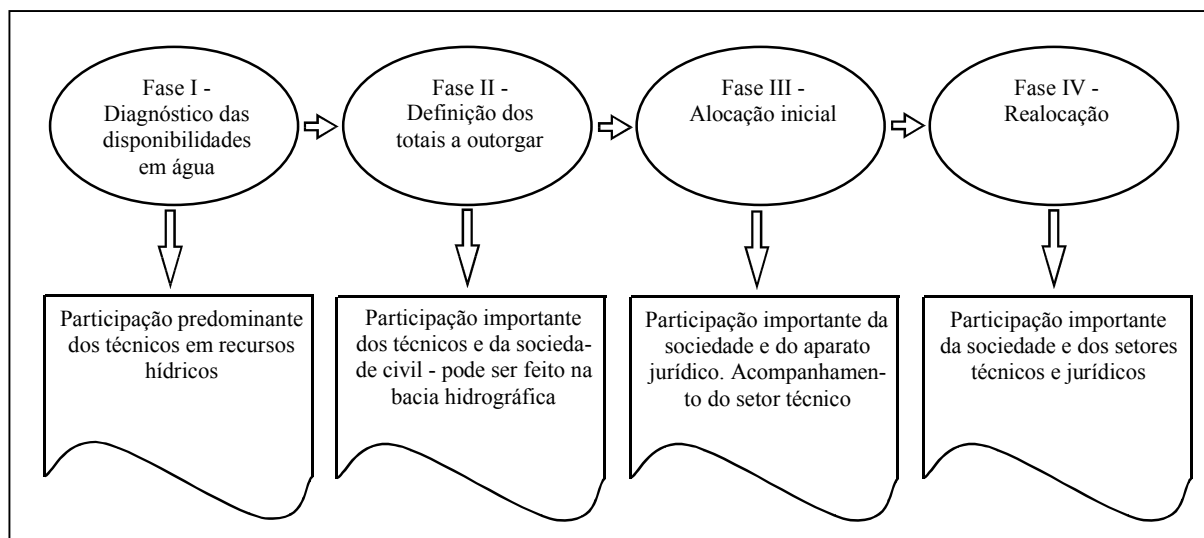 Fase I -
Diagnóstico das
disponibilidades
em água
Fase II -
Definição dos
totais a outorgar
Fase III -
Alocação inicial
Fase IV -
Realocação
Participação predominante
dos técnicos em recursos
hídricos
Participação importante
dos técnicos e da socieda-
de civil - pode ser feito na
bacia hidrográfica
Participação importante da
sociedade e do aparato
jurídico. Acompanhamen-
to do setor técnico
Participação importante
da sociedade e dos setores
técnicos e jurídicos